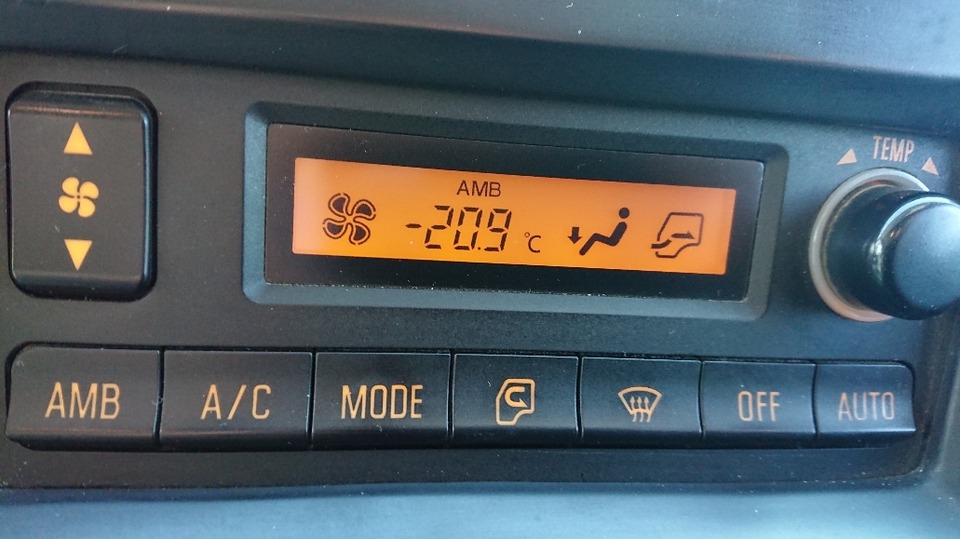 TEMP
AMB
-20.9 °C
AMB
A/C
MODE
OFF
AUTO